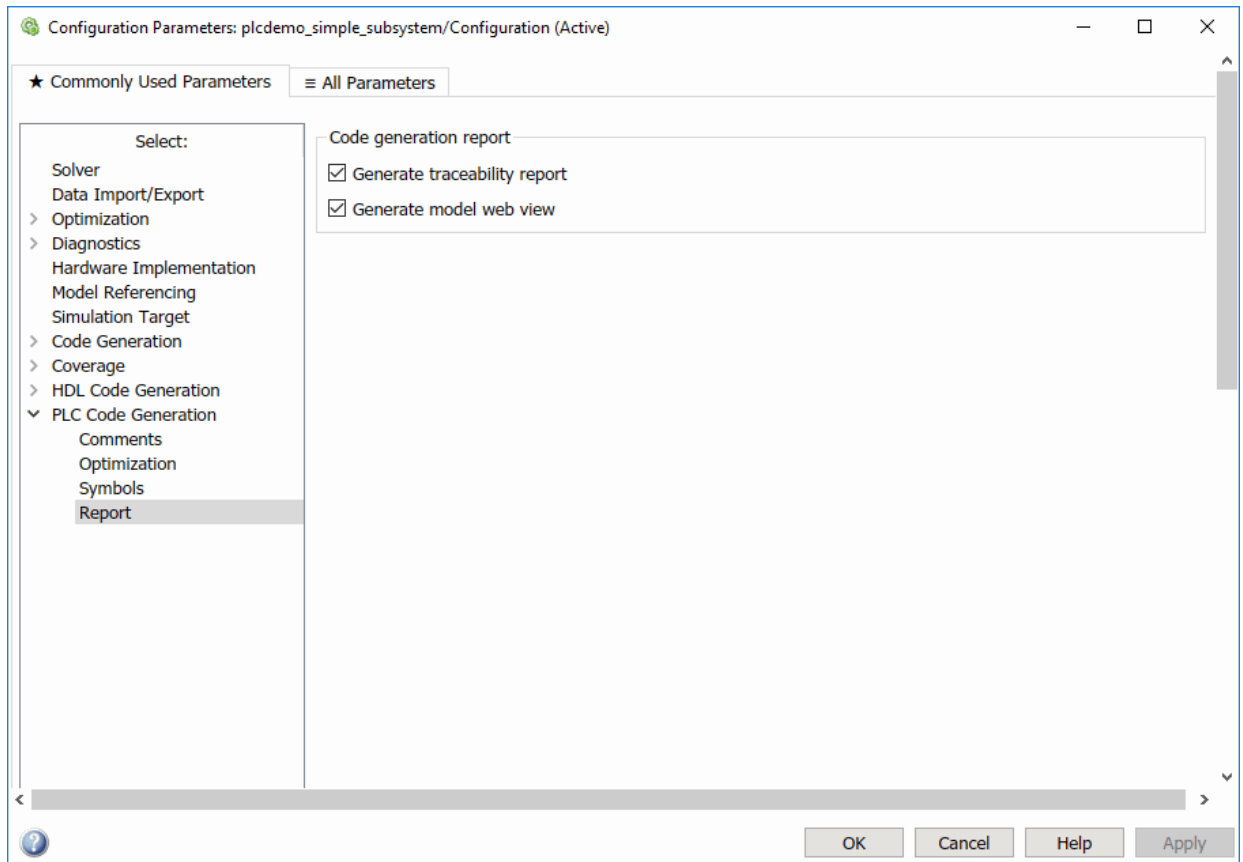 Configuration Parameters: plcdemo_simple_subsystem/Configuration (Active)
★ Commonly Used Parameters
≡ All Parameters
Select:
Solver
Data Import/Export
Optimization
Diagnostics
Hardware Implementation
Model Referencing
Simulation Target
Code Generation
Coverage
HDL Code Generation
PLC Code Generation
Comments
Optimization
Symbols
Report
Code generation report
Generate traceability report
Generate model web view
?
OK
Cancel
Help
Apply